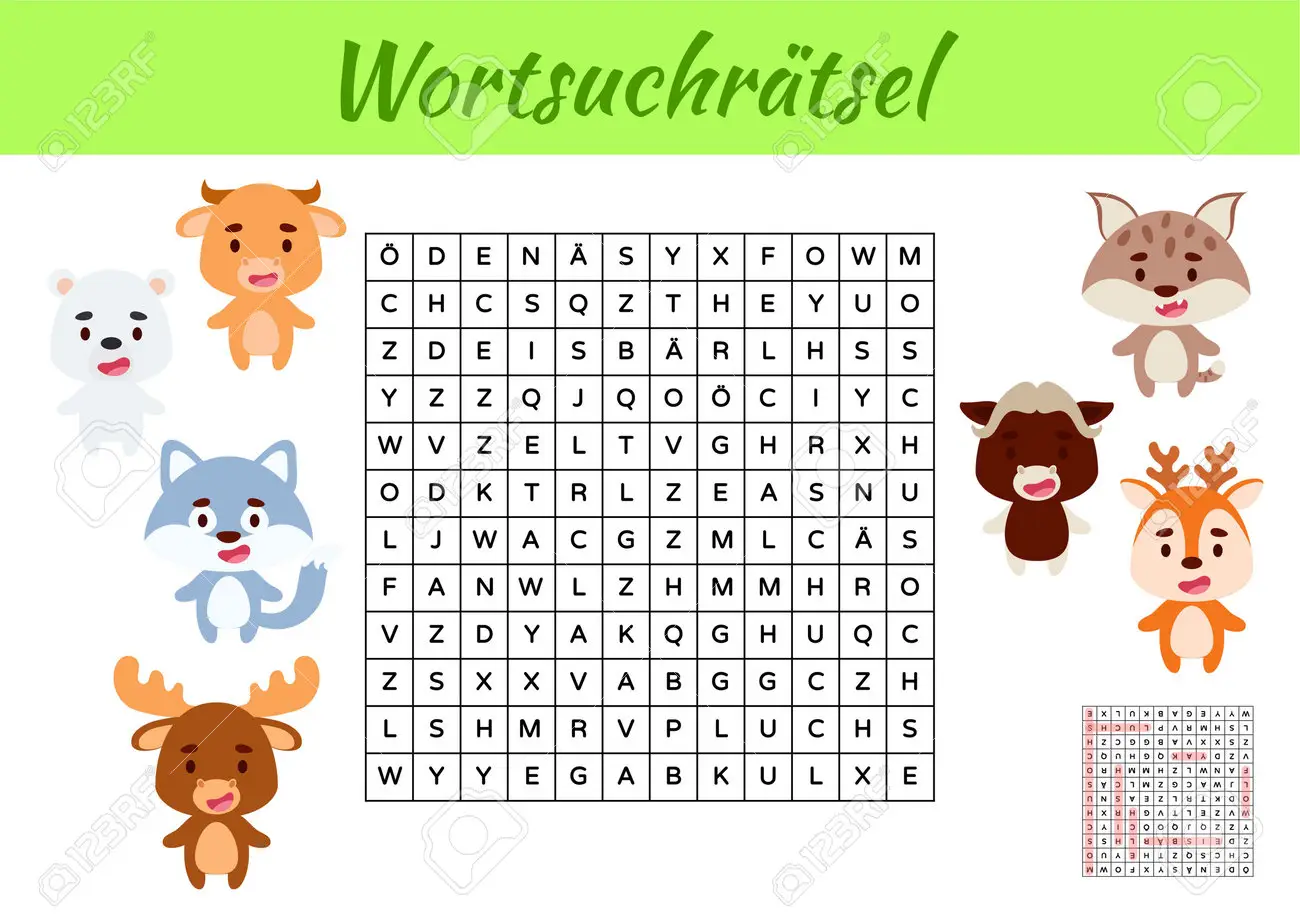 Wortsuchrätsel
Ö D E N Ä S Y X F O W M
C H C S Q Z T H E Y U O
Z D E I S B Ä R L H S S
Y Z Z Q J Q O Ö C I Y C
W V Z E L T V G H R X H
O D K T R L Z E A S N U
L J W A C G Z M L C Ä S
F A N W L Z H M M H R O
V Z D Y A K Q G H U Q C
Z S X X V A B G G C Z H
L S H M R V P L U C H S
W Y Y E G A B K U L X E